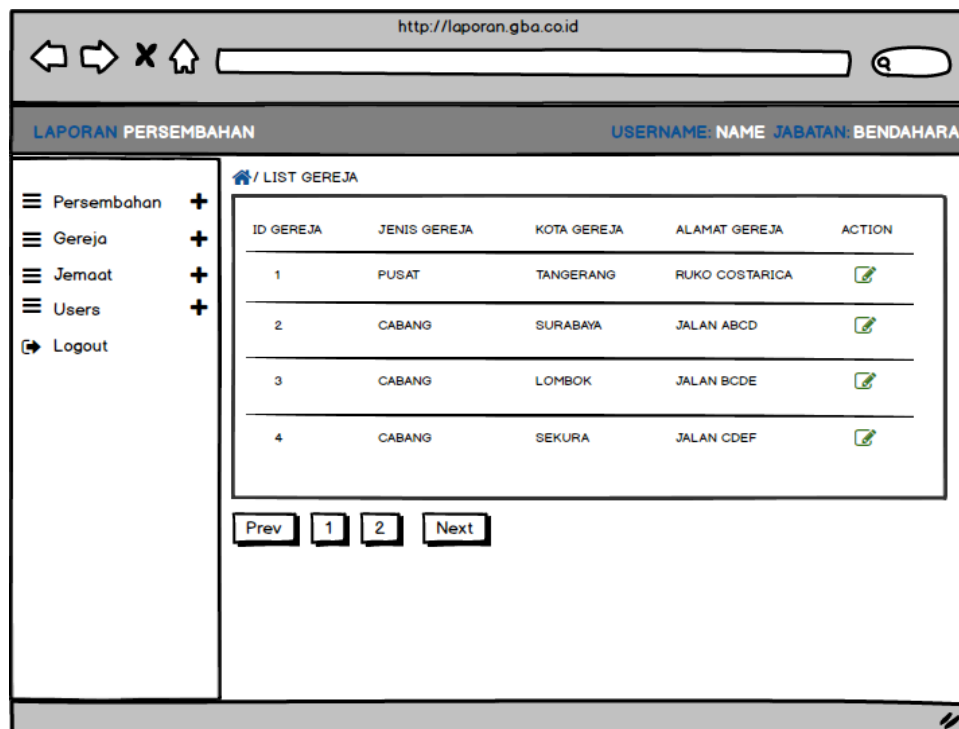 http://laporan.gba.co.id
LAPORAN PERSEMBAHAN USERNAME: NAME JABATAN: BENDAHARA
Persembahan
Gereja
Jemaat
Users
Logout
/ LIST GEREJA
ID GEREJA JENIS GEREJA KOTA GEREJA ALAMAT GEREJA ACTION
1 PUSAT TANGERANG RUKO COSTARICA
2 CABANG SURABAYA JALAN ABCD
3 CABANG LOMBOK JALAN BCDE
4 CABANG SEKURA JALAN CDEF
Prev 1 2 Next